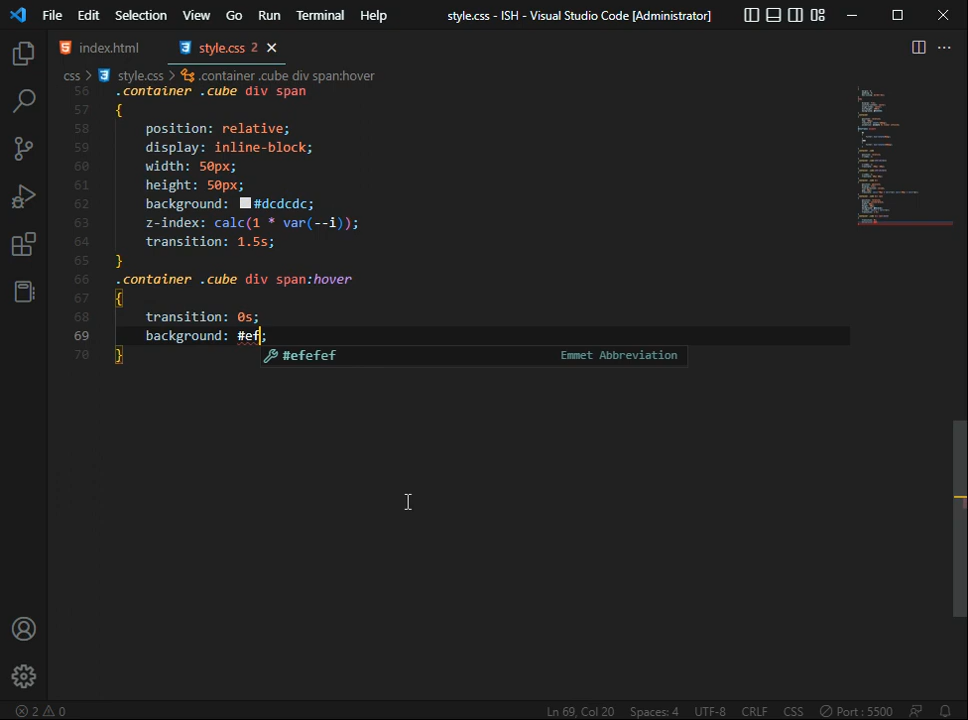 File Edit Selection View Go Run Terminal Help style.css - ISH - Visual Studio Code [Administrator]
index.html style.css 2
css > style.css > .container .cube div span:hover
56 .container .cube div span
57 {
58 position: relative;
59 display: inline-block;
60 width: 50px;
61 height: 50px;
62 background: #dcdcdc;
63 z-index: calc(1 * var(--i));
64 transition: 1.5s;
65 }
66 .container .cube div span:hover
67 {
68 transition: 0s;
69 background: #ef;
#efefef Emmet Abbreviation
70 }
2 0 Ln 69, Col 20 Spaces: 4 UTF-8 CRLF CSS Port : 5500